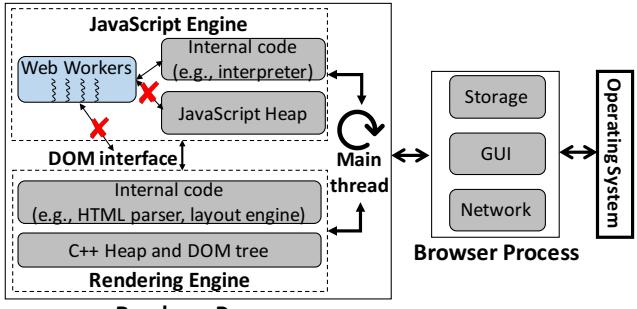 JavaScript Engine
Web Workers
Internal code
(e.g., interpreter)
JavaScript Heap
DOM interface
Main
thread
Internal code
(e.g., HTML parser, layout engine)
C++ Heap and DOM tree
Rendering Engine
Storage
GUI
Network
Browser Process
Operating System